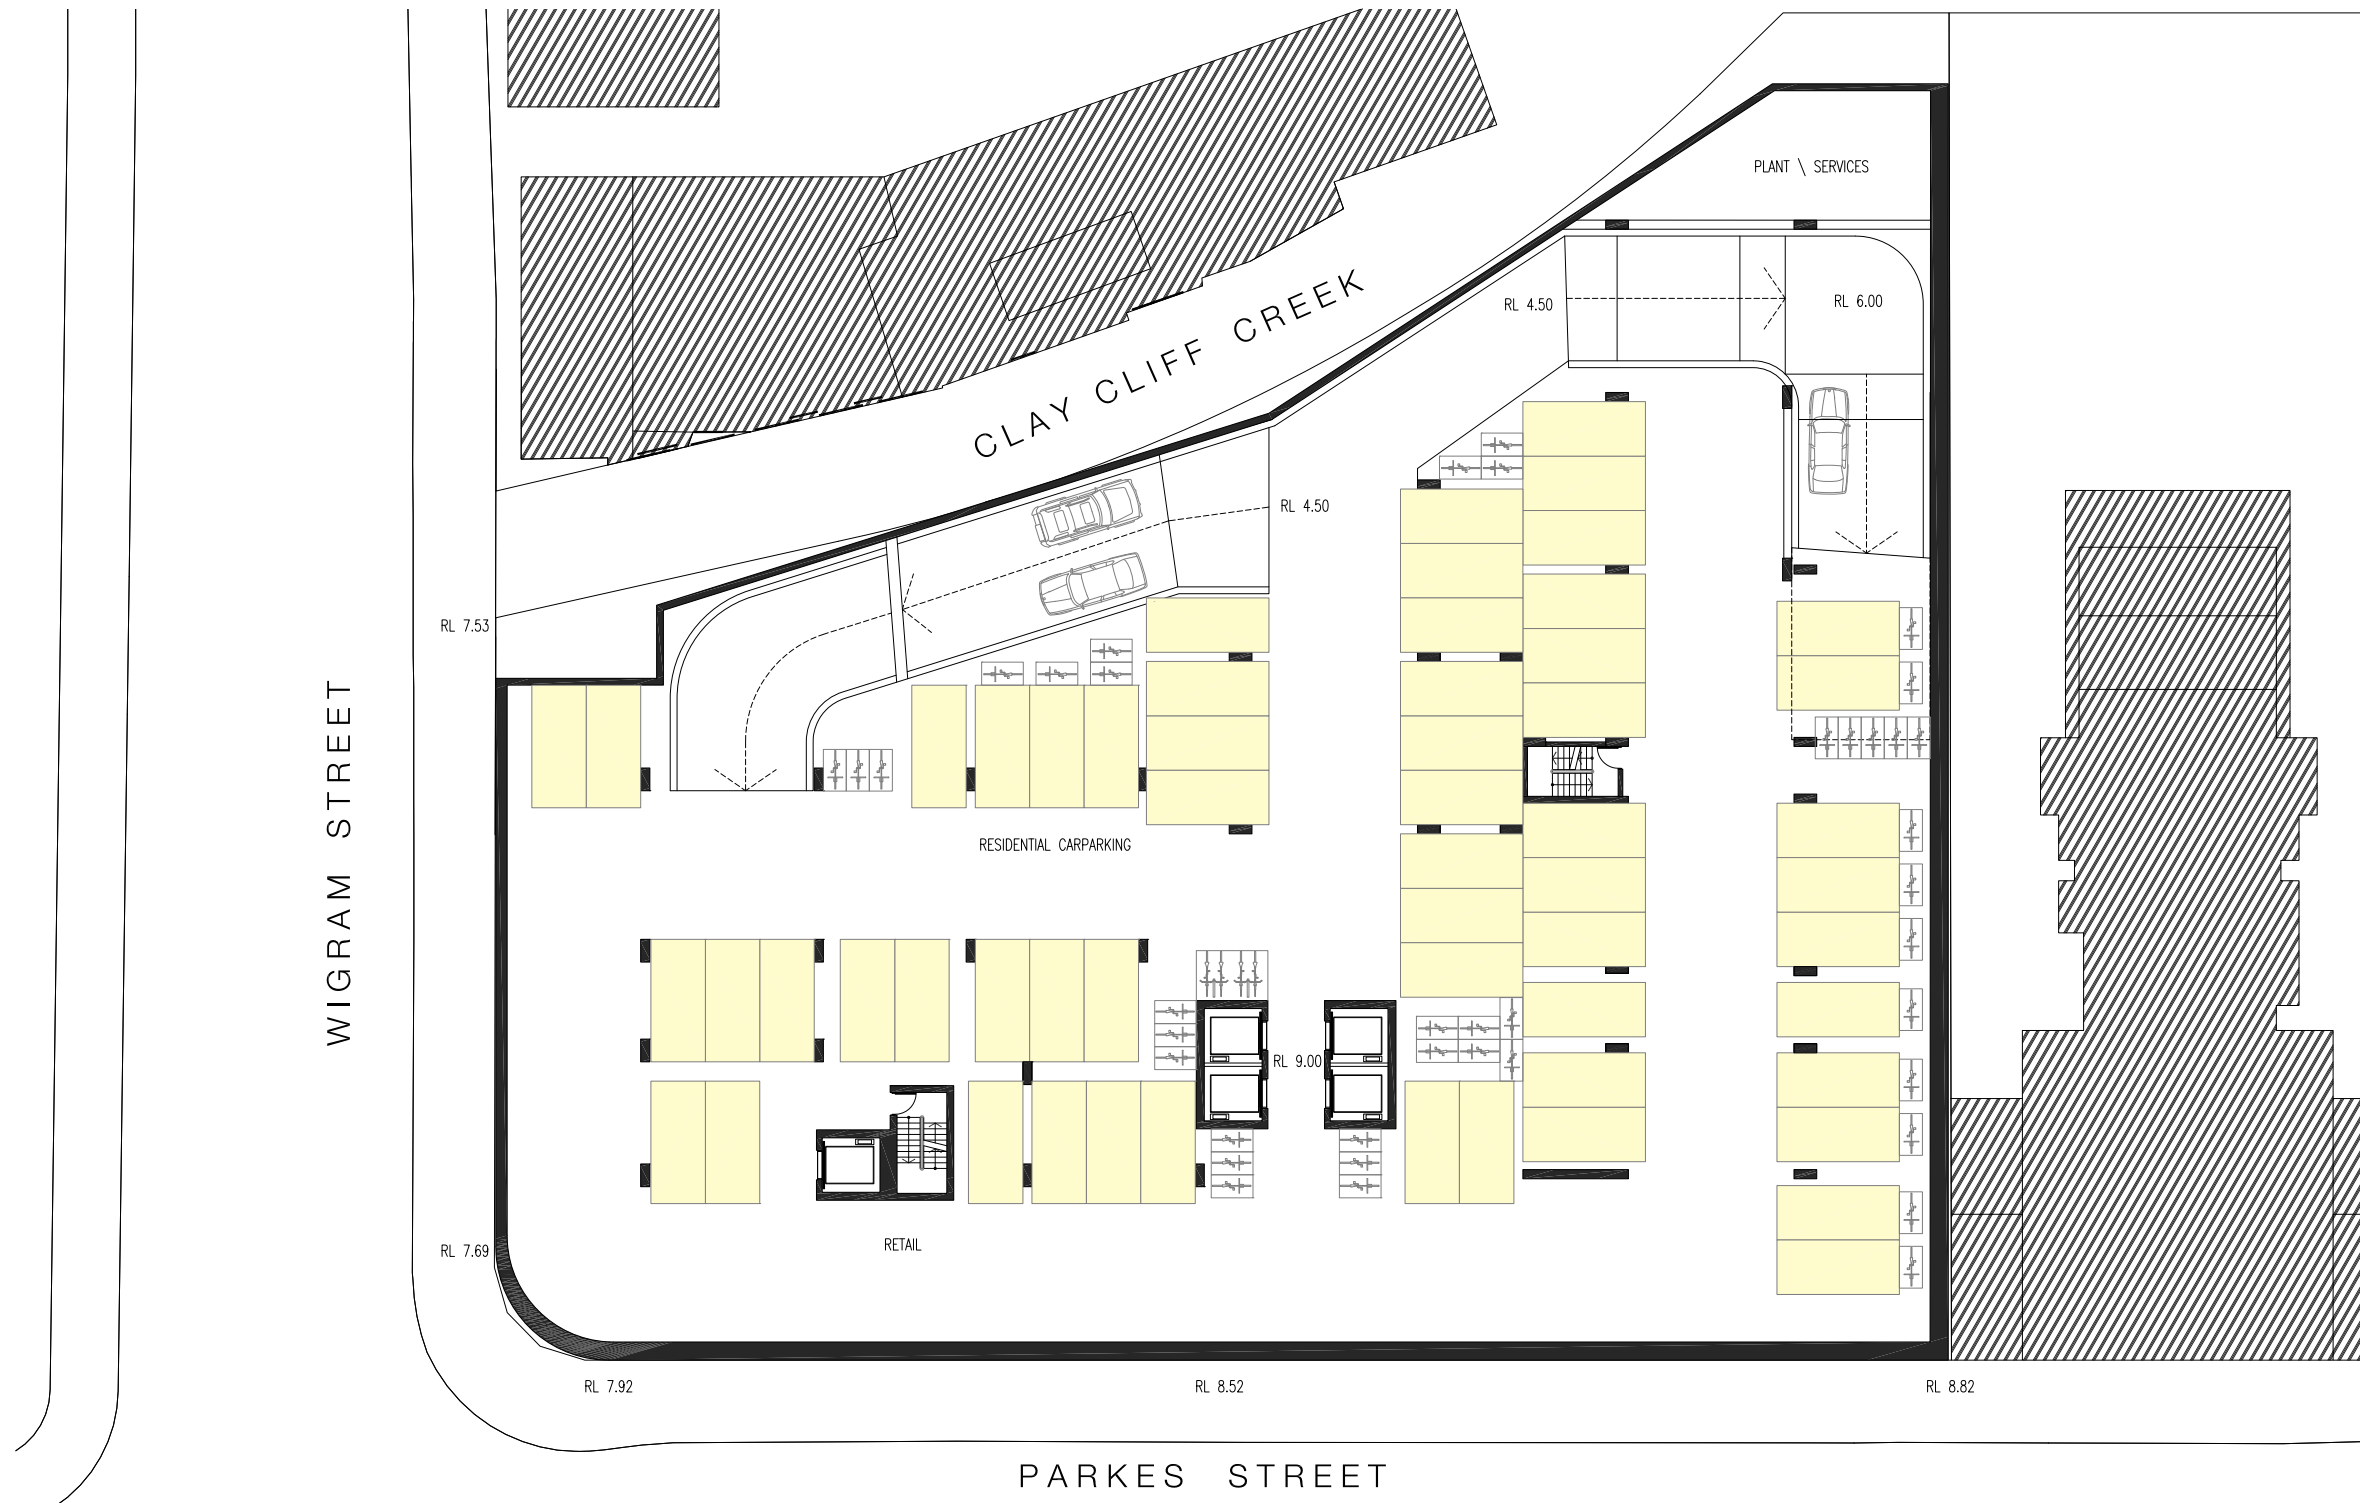 PLANT \ SERVICES
RL 4.50
RL 6.00
CLAY CLIFF CREEK
RL 4.50
RL 7.53
WIGRAM STREET
RESIDENTIAL CARPARKING
RL 9.00
RETAIL
RL 7.69
RL 7.92
RL 8.52
RL 8.82
PARKES STREET